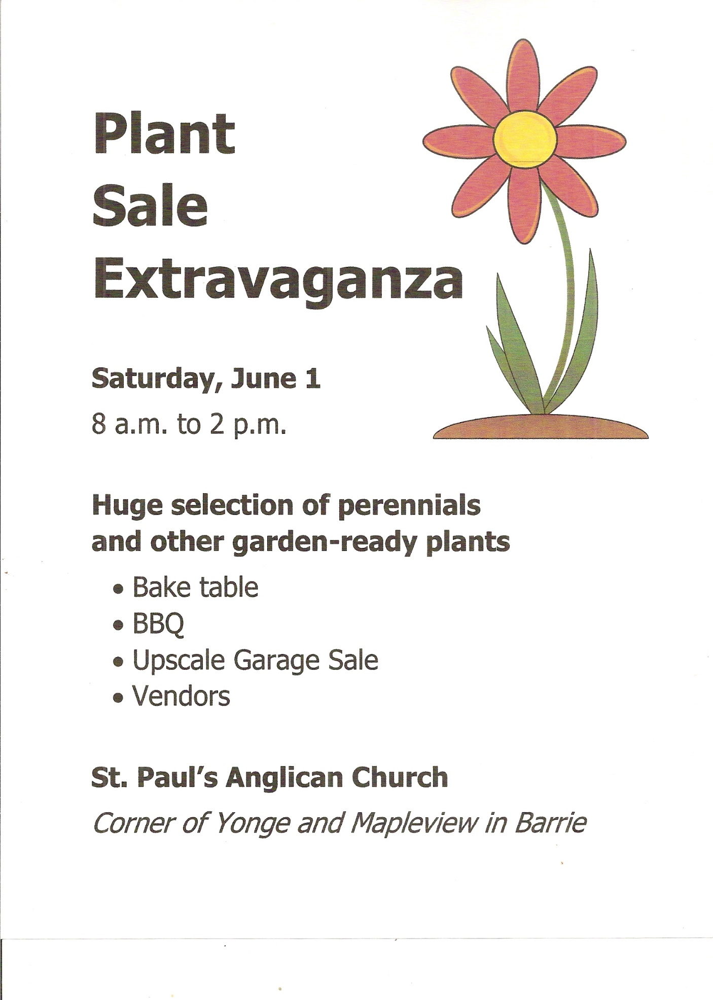 Plant
Sale
Extravaganza
Saturday, June 1
8 a.m. to 2 p.m.
Huge selection of perennials
and other garden-ready plants
• Bake table
• BBQ
• Upscale Garage Sale
• Vendors
St. Paul’s Anglican Church
Corner of Yonge and Mapleview in Barrie